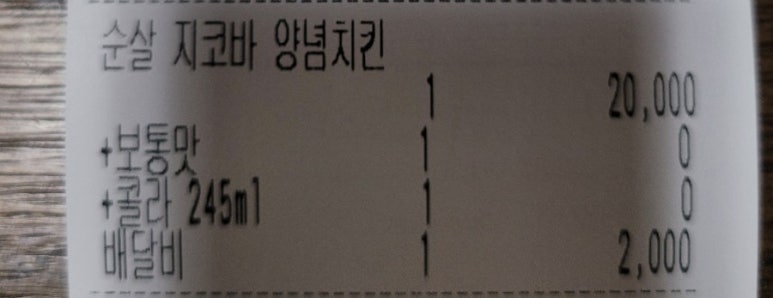 순살 지코바 양념치킨
1 20,000
+보통맛 1 0
+콜라 245ml 1 0
배달비 1 2,000